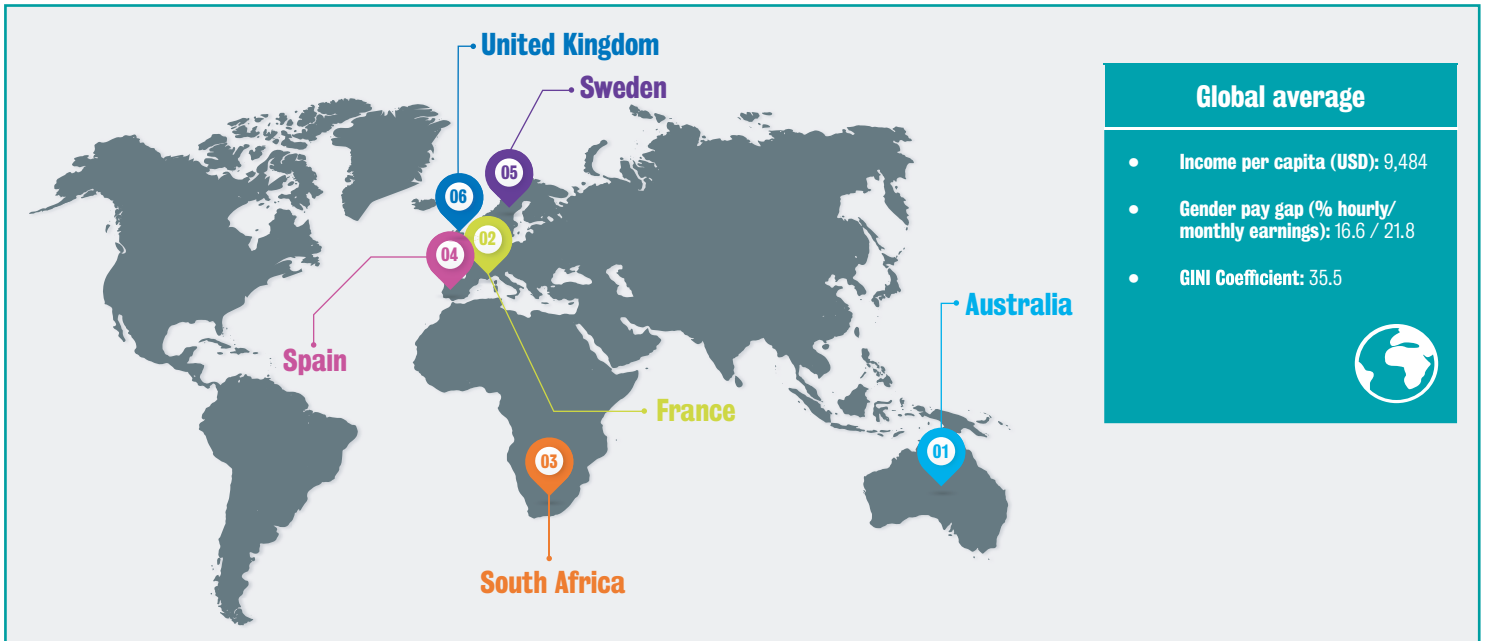 United Kingdom
Sweden
05
06
02
04
Spain
France
Australia
01
03
South Africa
Global average
• Income per capita (USD): 9,484
• Gender pay gap (% hourly/
monthly earnings): 16.6 / 21.8
• GINI Coefficient: 35.5